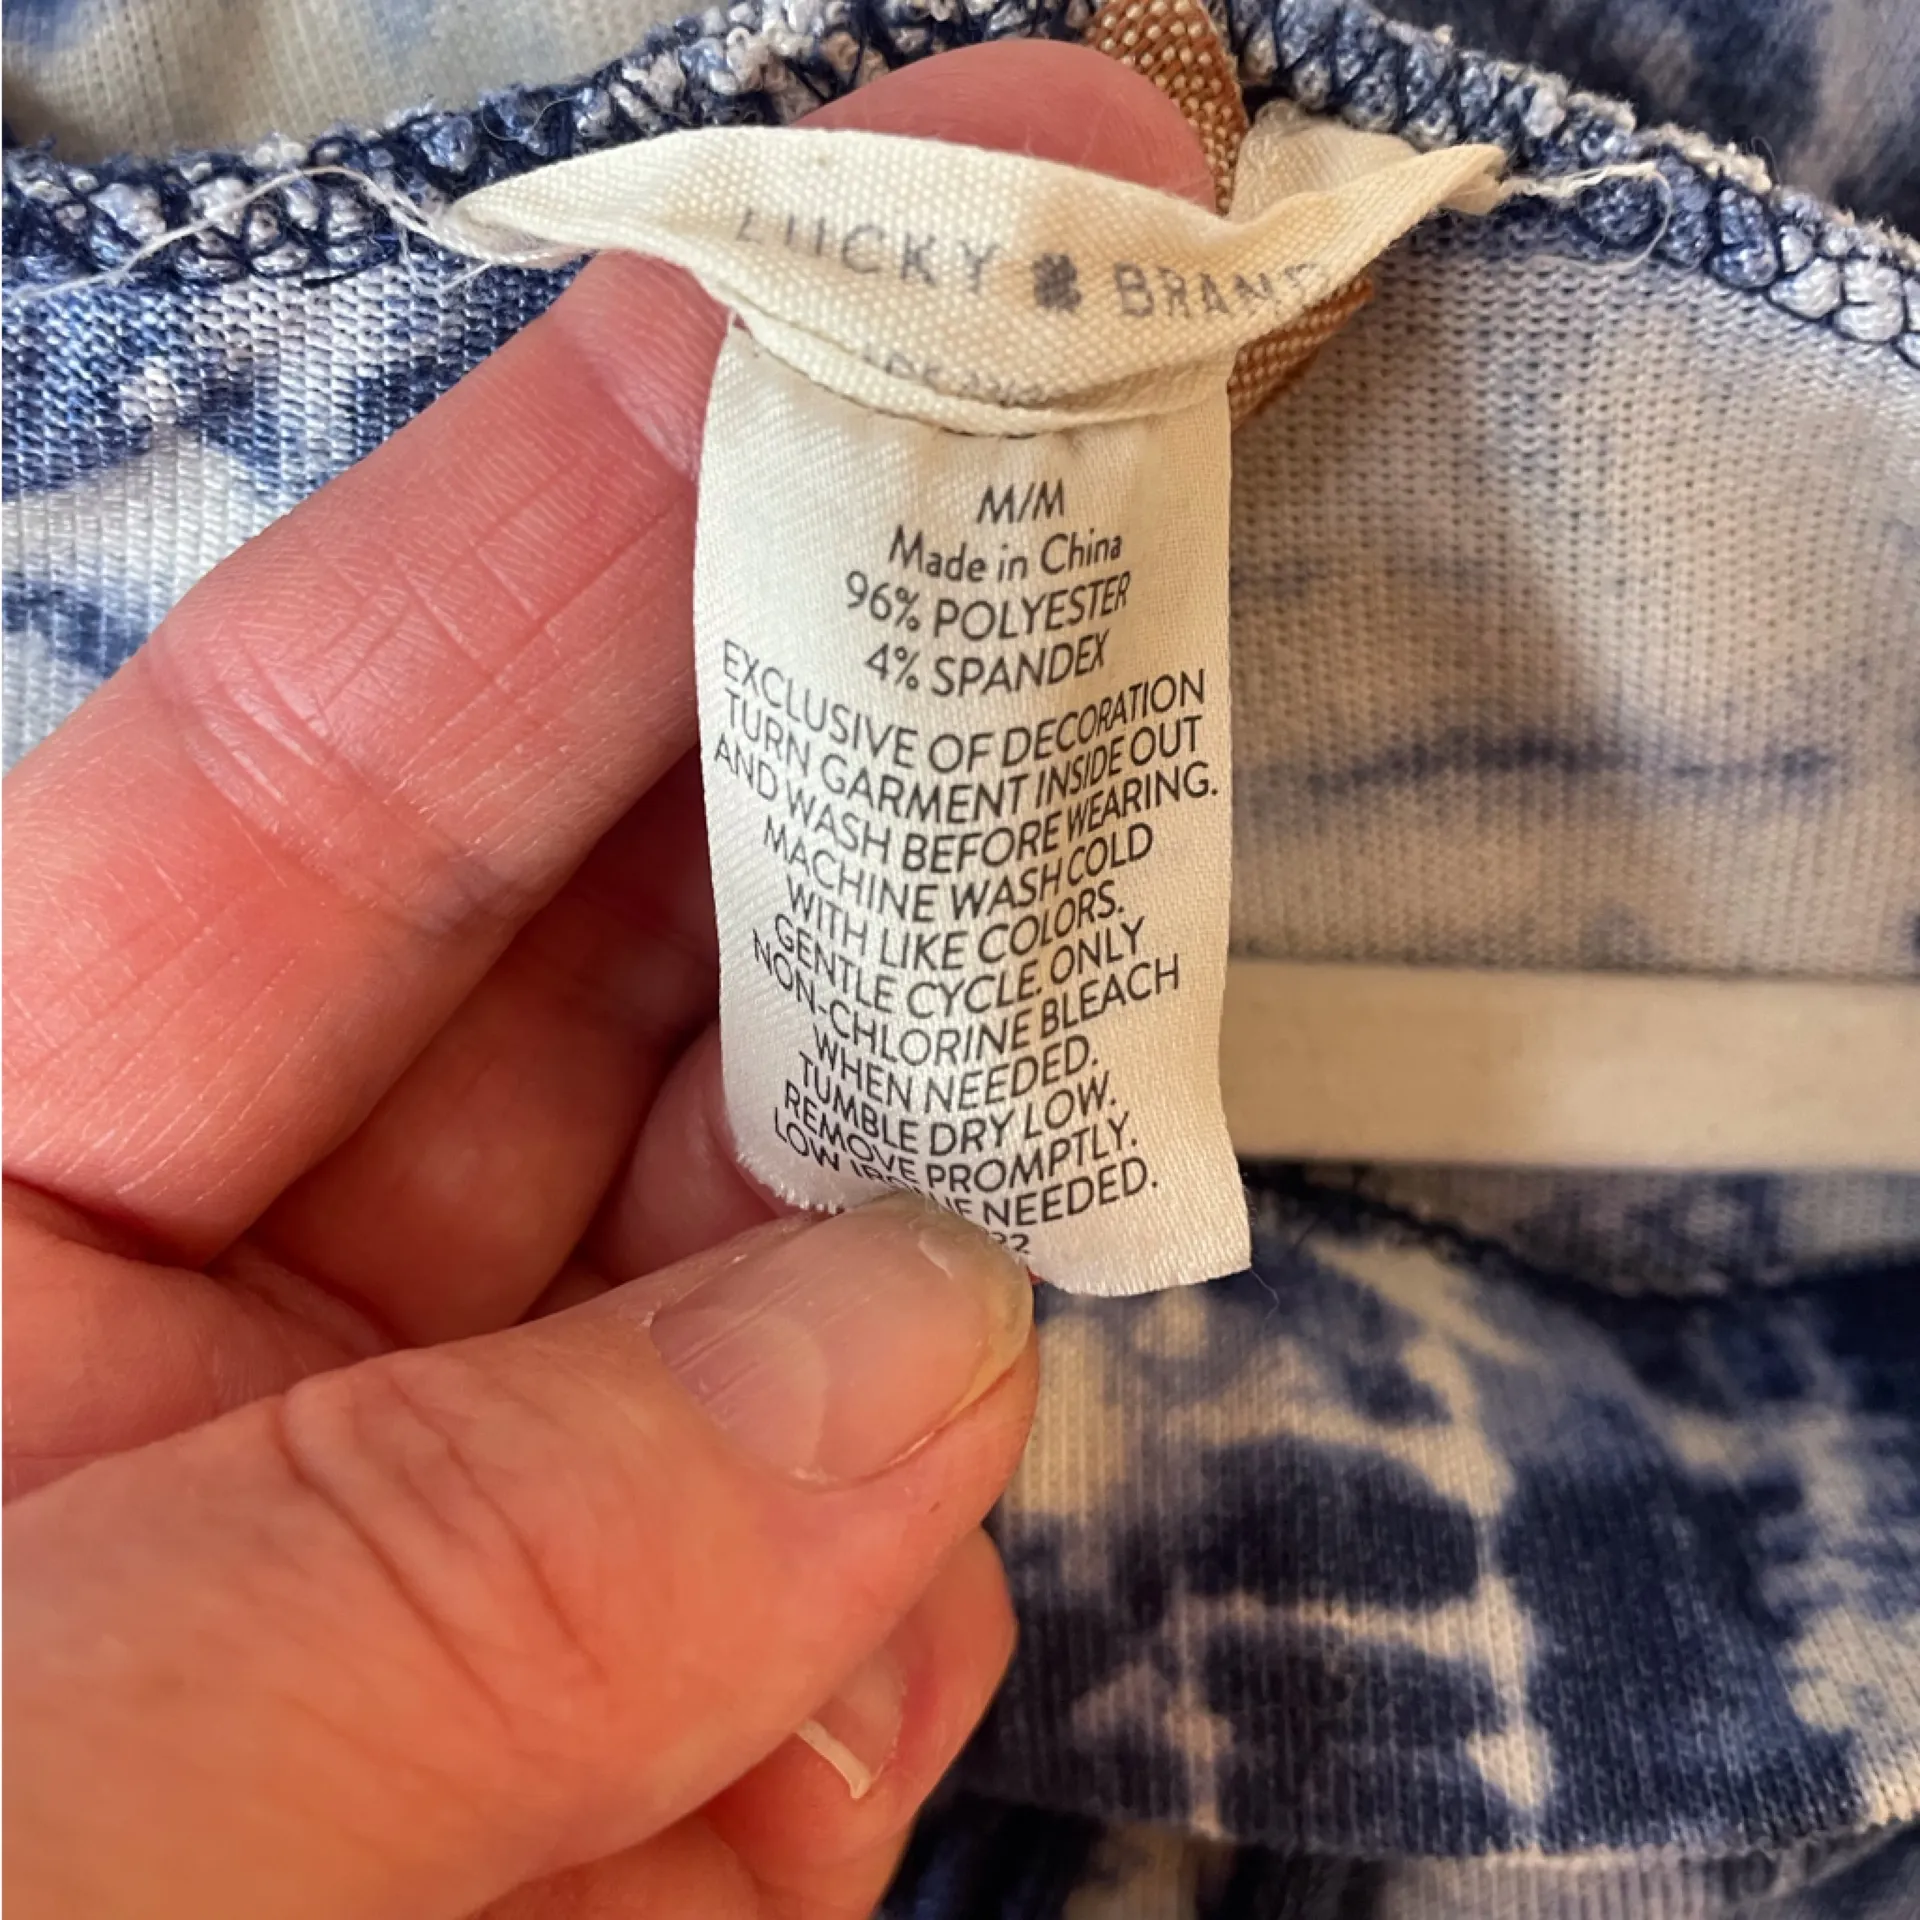 LUCKY BRAND
M/M
Made in China
96% POLYESTER
4% SPANDEX
EXCLUSIVE OF DECORATION
TURN GARMENT INSIDE OUT
AND WASH BEFORE WEARING.
MACHINE WASH COLD
WITH LIKE COLORS.
GENTLE CYCLE. ONLY
NON-CHLORINE BLEACH
WHEN NEEDED.
TUMBLE DRY LOW.
REMOVE PROMPTLY.
LOW NEEDED.